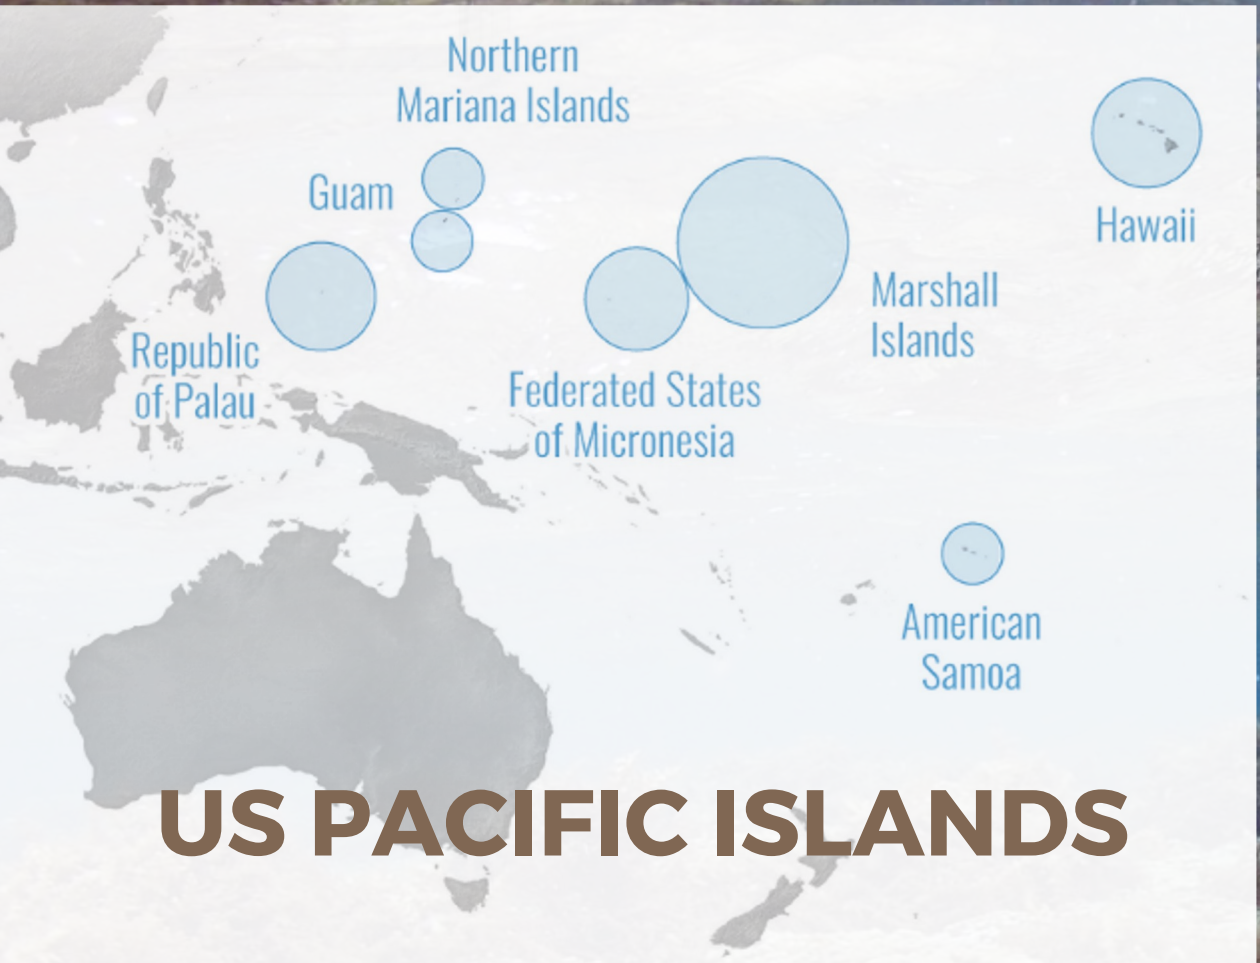 Northern
Mariana Islands
Guam
Hawaii
Marshall
Islands
Republic
of Palau
Federated States
of Micronesia
American
Samoa
US PACIFIC ISLANDS